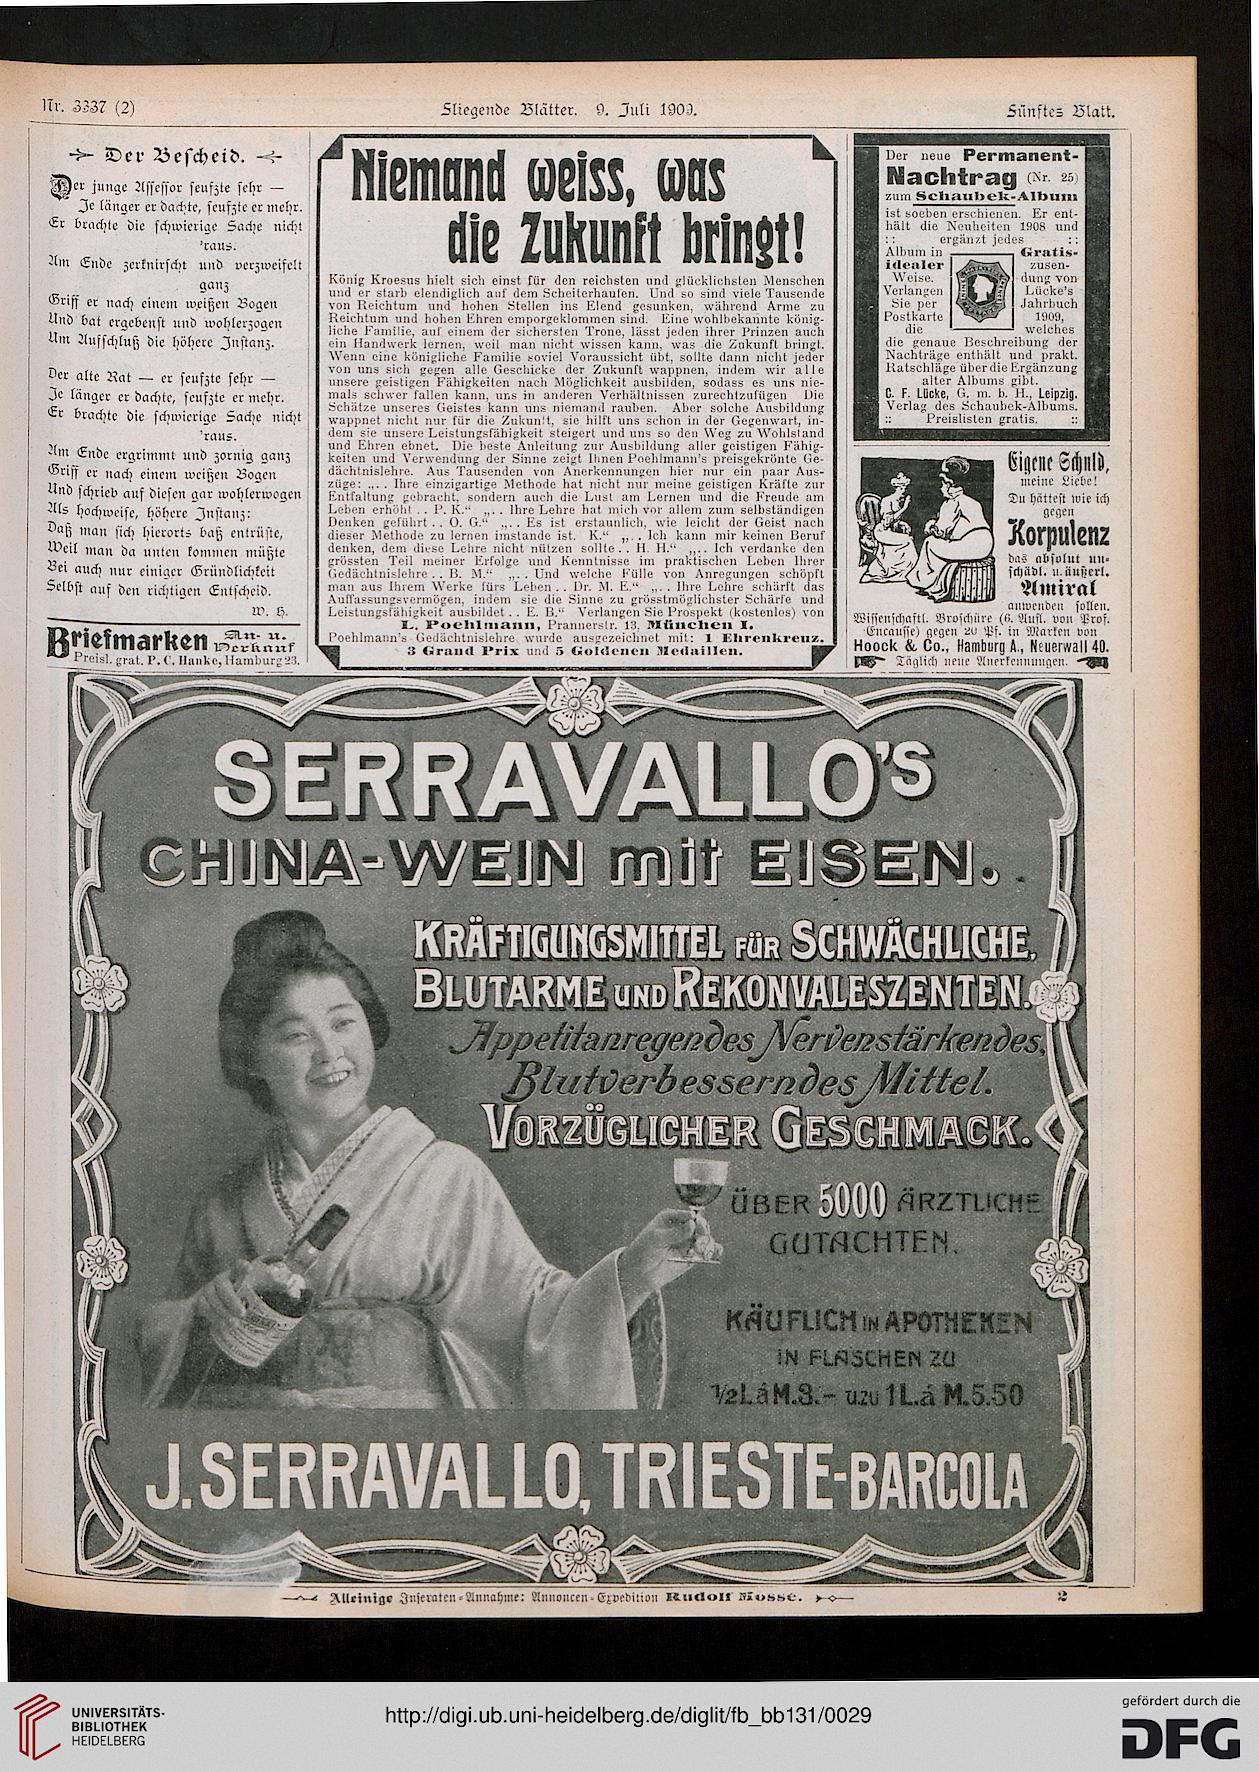 Nr. 3337 (2)
Fliegende Blätter. 9. Juli 1909.
Fünftes Blatt.
Der Bescheid.
Der junge Assessor seufzte sehr —
Je länger er dachte, seufzte er mehr.
Er brachte die schwierige Sache nicht
'raus.
Am Ende zerknirscht und verzweifelt
ganz
Griff er nach einem weißen Bogen
Und bat ergebenst und wohlerzogen
Um Aufschluß die höhere Instanz.
Der alte Rat — er seufzte sehr —
Je länger er dachte, seufzte er mehr.
Er brachte die schwierige Sache nicht
'raus.
Am Ende ergrimmt und zornig ganz
Griff er nach einem weißen Bogen
Und schrieb auf diesen gar wohlerwogen
Als hochweise, höhere Instanz:
Daß man sich hierorts baß entrüste,
Weil man da unten kommen müßte
Bei auch nur einiger Gründlichkeit
Selbst auf den richtigen Entscheid.
W. H.
Briefmarken An- u.
Verkauf
Preisl. grat. P. C. Hanke, Hamburg 23.
Niemand weiss, was
die Zukunft bringt!
König Kroesus hielt sich einst für den reichsten und glücklichsten Menschen
und er starb elendiglich auf dem Scheiterhaufen. Und so sind viele Tausende
von Reichtum und hohen Stellen ins Elend gesunken, während Arme zu
Reichtum und hohen Ehren emporgeklommen sind. Eine wohlbekannte könig-
liche Familie, auf einem der sichersten Trone, lässt jeden ihrer Prinzen auch
ein Handwerk lernen, weil man nicht wissen kann, was die Zukunft bringt.
Wenn eine königliche Familie soviel Voraussicht übt, sollte dann nicht jeder
von uns sich gegen alle Geschicke der Zukunft wappnen, indem wir alle
unsere geistigen Fähigkeiten nach Möglichkeit ausbilden, sodass es uns nie-
mals schwer fallen kann, uns in anderen Verhältnissen zurechtzufügen Die
Schätze unseres Geistes kann uns niemand rauben. Aber solche Ausbildung
wappnet nicht nur für die Zukunft, sie hilft uns schon in der Gegenwart, in-
dem sie unsere Leistungsfähigkeit steigert und uns so den Weg zu Wohlstand
und Ehren ebnet. Die beste Anleitung zur Ausbildung aller geistigen Fähig-
keiten und Verwendung der Sinne zeigt Ihnen Poehlmann's preisgekrönte Ge-
dächtnislehre. Aus Tausenden von Anerkennungen hier nur ein paar Aus-
züge: „.. Ihre einzigartige Methode hat nicht nur meine geistigen Kräfte zur
Entfaltung gebracht, sondern auch die Lust am Lernen und die Freude am
Leben erhöht .. P. K.“ „.. Ihre Lehre hat mich vor allem zum selbständigen
Denken geführt .. O. G.“ „.. Es ist erstaunlich, wie leicht der Geist nach
dieser Methode zu lernen imstande ist. K.“ „.. Ich kann mir keinen Beruf
denken, dem diese Lehre nicht nützen sollte .. H. H.“ „.. Ich verdanke den
grössten Teil meiner Erfolge und Kenntnisse im praktischen Leben Ihrer
Gedächtnislehre .. B. M.“ „.. Und welche Fülle von Anregungen schöpft
man aus Ihrem Werke fürs Leben .. Dr. M. E.“ „.. Ihre Lehre schärft das
Auffassungsvermögen, indem sie die Sinne zu grösstmöglichster Schärfe und
Leistungsfähigkeit ausbildet .. E. B.“ Verlangen Sie Prospekt (kostenlos) von
L. Poehlmann, Prannerstr. 13, München I.
Poehlmann's Gedächtnislehre wurde ausgezeichnet mit: 1 Ehrenkreuz.
3 Grand Prix und 5 Goldenen Medaillen.
Der neue Permanent-
Nachtrag (Nr. 25)
zum Schaubek-Album
ist soeben erschienen. Er ent-
hält die Neuheiten 1908 und
:: ergänzt jedes ::
Album in Gratis-
idealer zusen-
Weise. dung von
Verlangen Lücke's
Sie per Jahrbuch
Postkarte 1909,
die welches
die genaue Beschreibung der
Nachträge enthält und prakt.
Ratschläge über die Ergänzung
alter Albums gibt.
C. F. Lücke, G. m. b. H., Leipzig.
Verlag des Schaubek-Albums.
:: Preislisten gratis. ::
Eigene Schuld,
meine Liebe!
Du hättest wie ich
gegen
Korpulenz
das absolut un-
schädl. u. äußerl.
Amiral
anwenden sollen.
Wissenschaftl. Broschüre (6. Aufl. von Prof.
Encausse) gegen 20 Pf. in Marken von
Hoock & Co., Hamburg A., Neuerwall 40.
Täglich neue Anerkennungen.
SERRAVALLO'S
CHINA-WEIN mit EISEN.
KRÄFTIGUNGSMITTEL FÜR SCHWÄCHLICHE,
BLUTARME UND REKONVALESZENTEN.
Appetitanregendes Nervenstärkendes,
Blutverbesserndes Mittel.
VORZÜGLICHER GESCHMACK.
ÜBER 5000 ÄRZTLICHE
GUTACHTEN.
KÄUFLICH IN APOTHEKEN
IN FLASCHEN ZU
1/2 L á M.3.- u.zu 1 L. á M.5.50
J. SERRAVALLO, TRIESTE-BARCOLA
Alleinige Inseraten-Annahme: Annoncen-Expedition Rudolf Mosse.
2
UNIVERSITÄTS-
BIBLIOTHEK
HEIDELBERG
http://digi.ub.uni-heidelberg.de/diglit/fb_bb131/0029
gefördert durch die
DFG